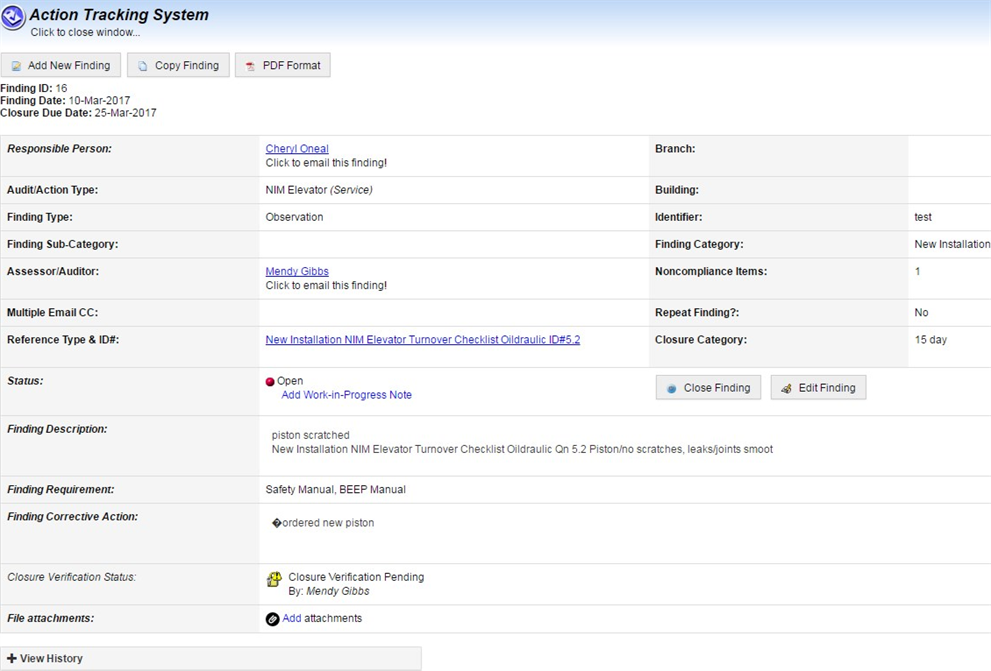 Action Tracking System
Click to close window...
Add New Finding Copy Finding PDF Format
Finding ID: 16
Finding Date: 10-Mar-2017
Closure Due Date: 25-Mar-2017
Responsible Person: Cheryl Oneal Branch:
Click to email this finding!
Audit/Action Type: NIM Elevator (Service) Building:
Finding Type: Observation Identifier: test
Finding Sub-Category: Finding Category: New Installation
Assessor/Auditor: Mendy Gibbs Noncompliance Items: 1
Click to email this finding!
Multiple Email CC: Repeat Finding?: No
Reference Type & ID#: New Installation NIM Elevator Turnover Checklist Oildraulic ID#5.2 Closure Category: 15 day
Status: Open Close Finding Edit Finding
Add Work-in-Progress Note
Finding Description:
piston scratched
New Installation NIM Elevator Turnover Checklist Oildraulic Qn 5.2 Piston/no scratches, leaks/joints smoot
Finding Requirement: Safety Manual, BEEP Manual
Finding Corrective Action: �ordered new piston
Closure Verification Status: Closure Verification Pending
By: Mendy Gibbs
File attachments: Add attachments
View History